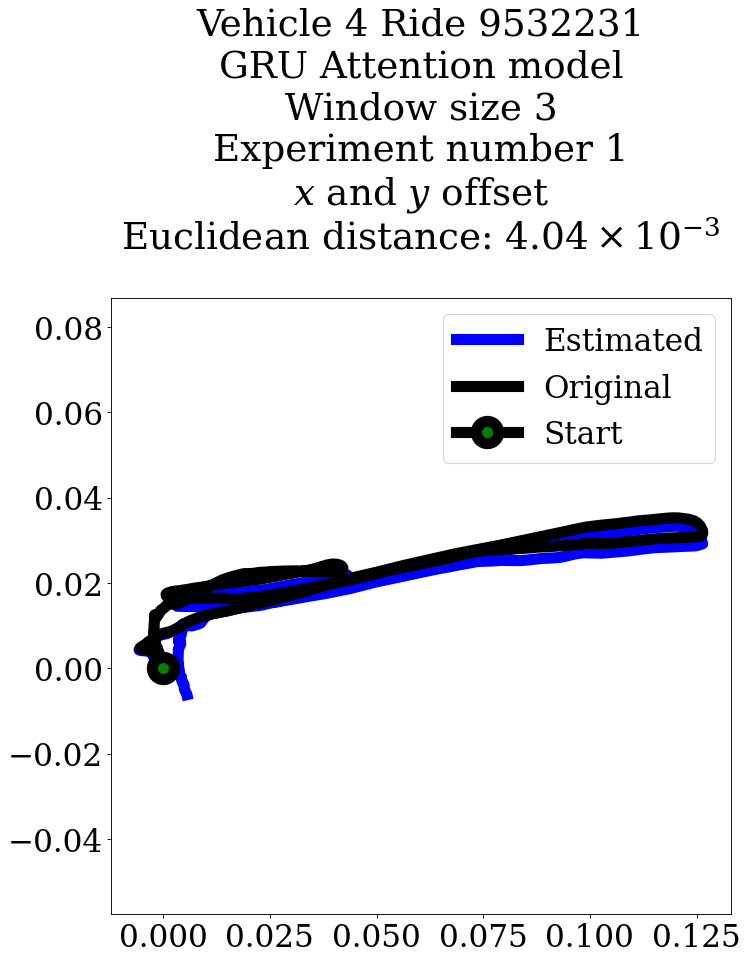 Vehicle 4 Ride 9532231
GRU Attention model
Window size 3
Experiment number 1
x and y offset
Euclidean distance: 4.04 × 10⁻³
Estimated
Original
Start
0.08
0.06
0.04
0.02
0.00
−0.02
−0.04
0.000 0.025 0.050 0.075 0.100 0.125